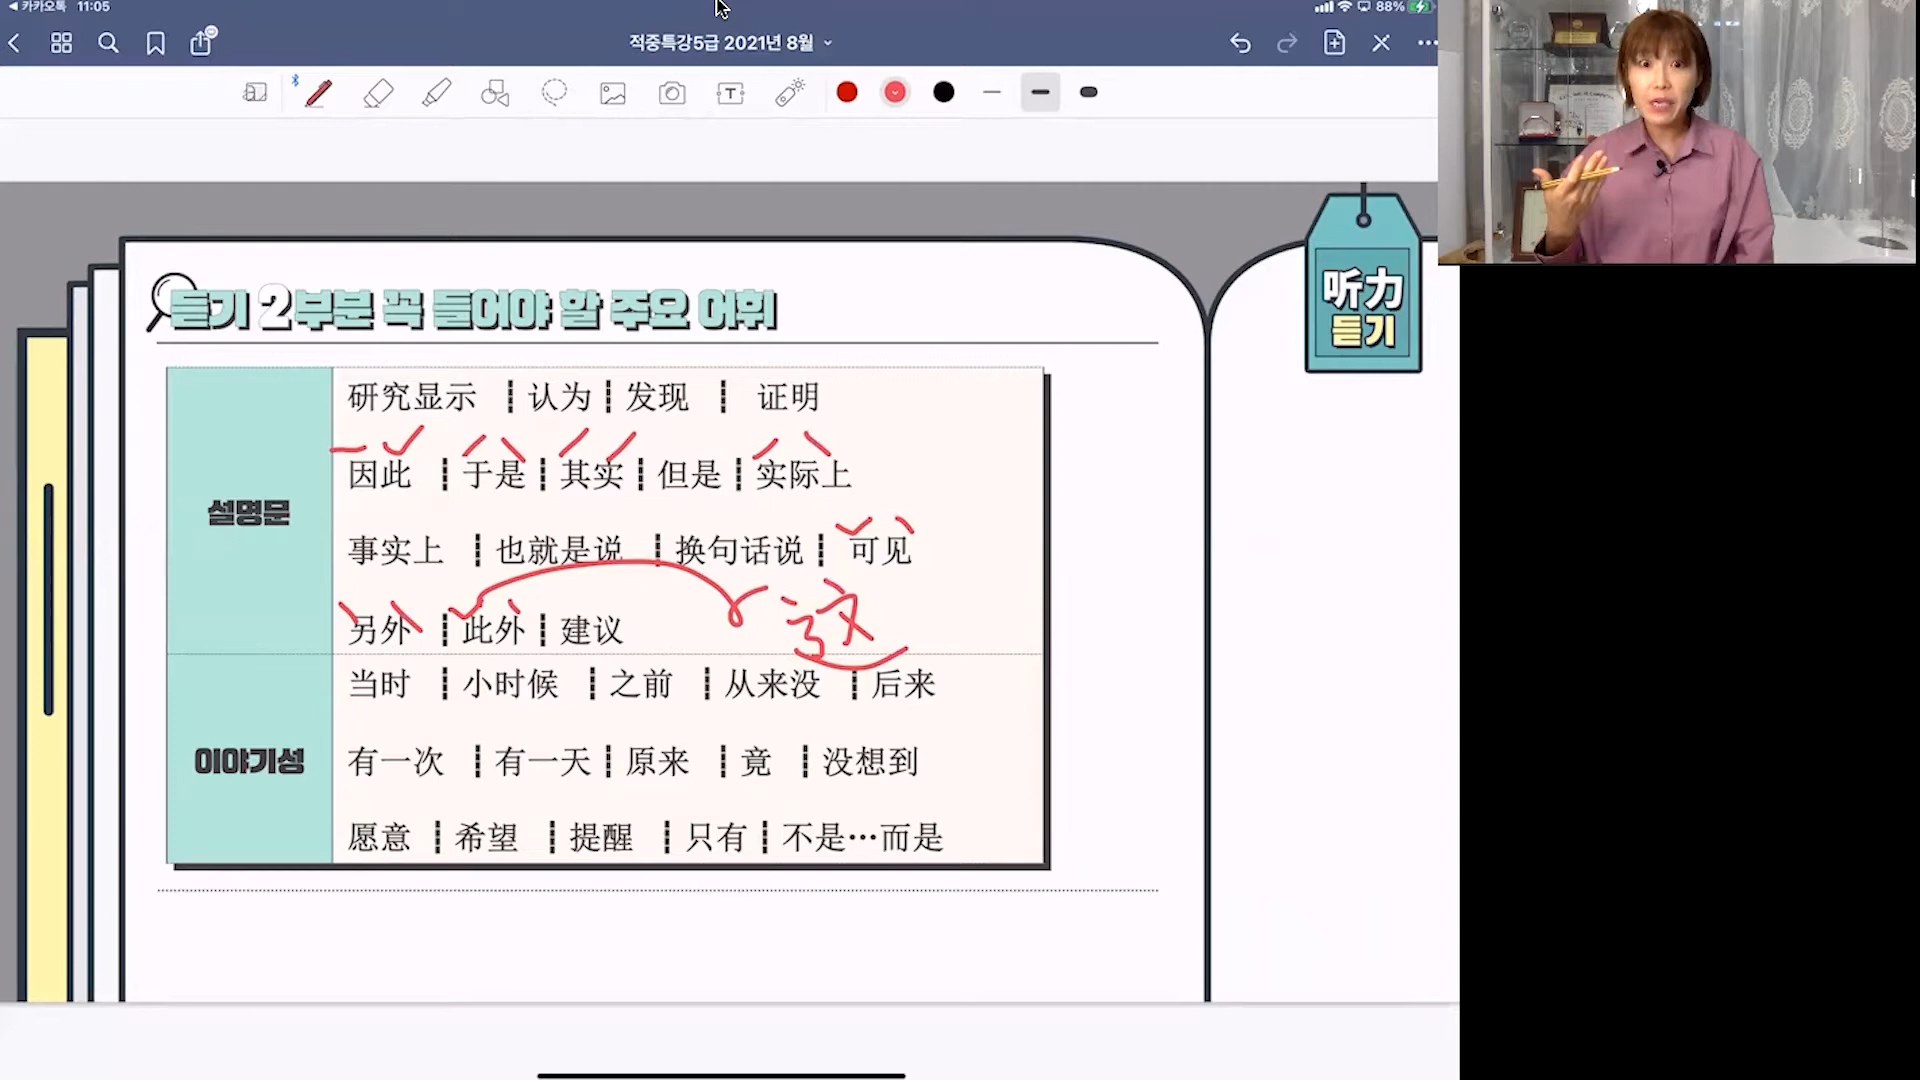 ◀ 카카오톡 11:05
88%
적중특강5급 2021년 8월
听力
듣기
듣기 2부분 꼭 들어야 할 주요 어휘
설명문
研究显示 ┆ 认为 ┆ 发现 ┆ 证明
因此 ┆ 于是 ┆ 其实 ┆ 但是 ┆ 实际上
事实上 ┆ 也就是说 ┆ 换句话说 ┆ 可见
这
另外 ┆ 此外 ┆ 建议
이야기성
当时 ┆ 小时候 ┆ 之前 ┆ 从来没 ┆ 后来
有一次 ┆ 有一天 ┆ 原来 ┆ 竟 ┆ 没想到
愿意 ┆ 希望 ┆ 提醒 ┆ 只有 ┆ 不是…而是